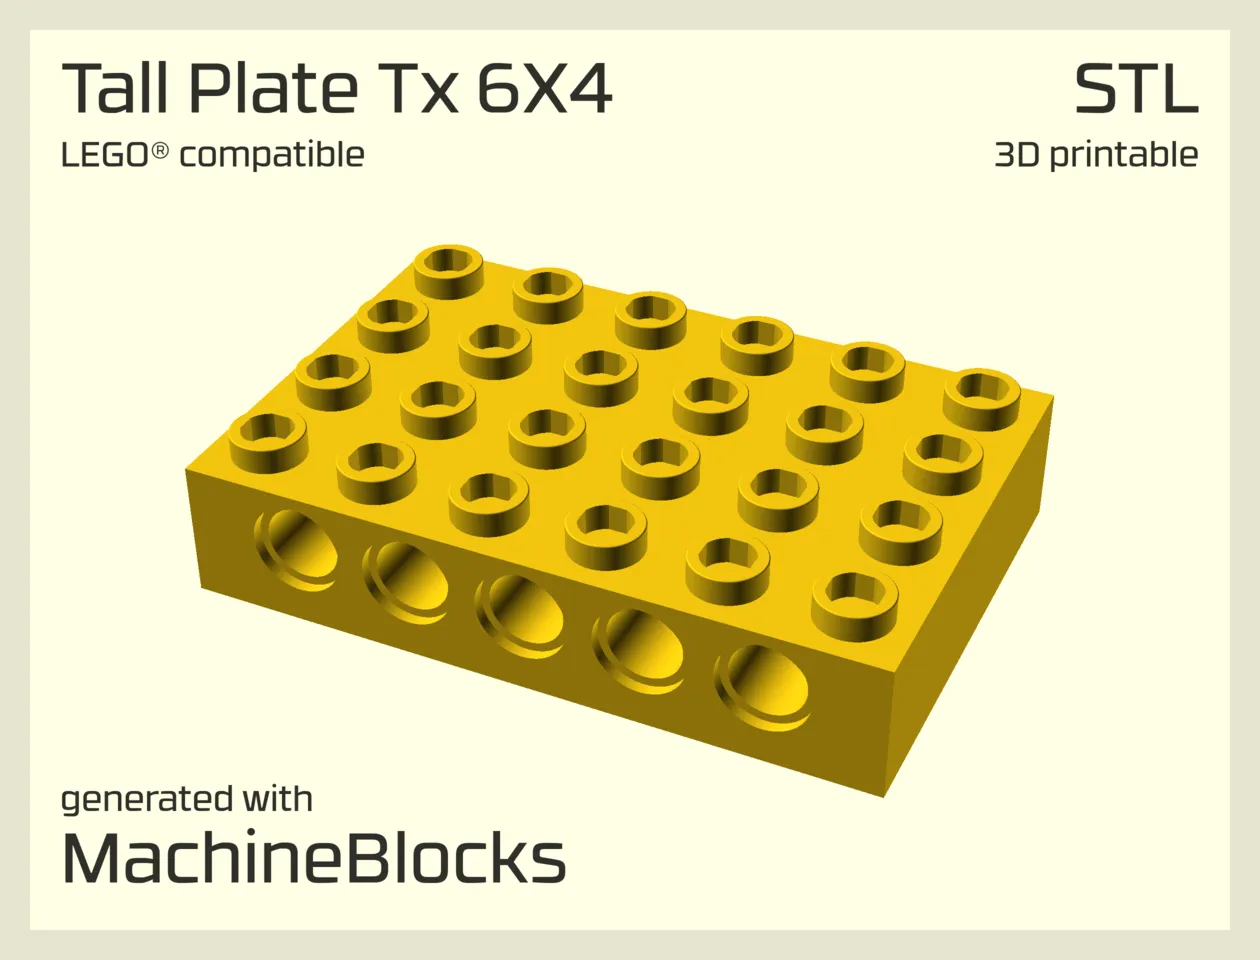 Tall Plate Tx 6X4
STL
LEGO® compatible
3D printable
generated with
MachineBlocks